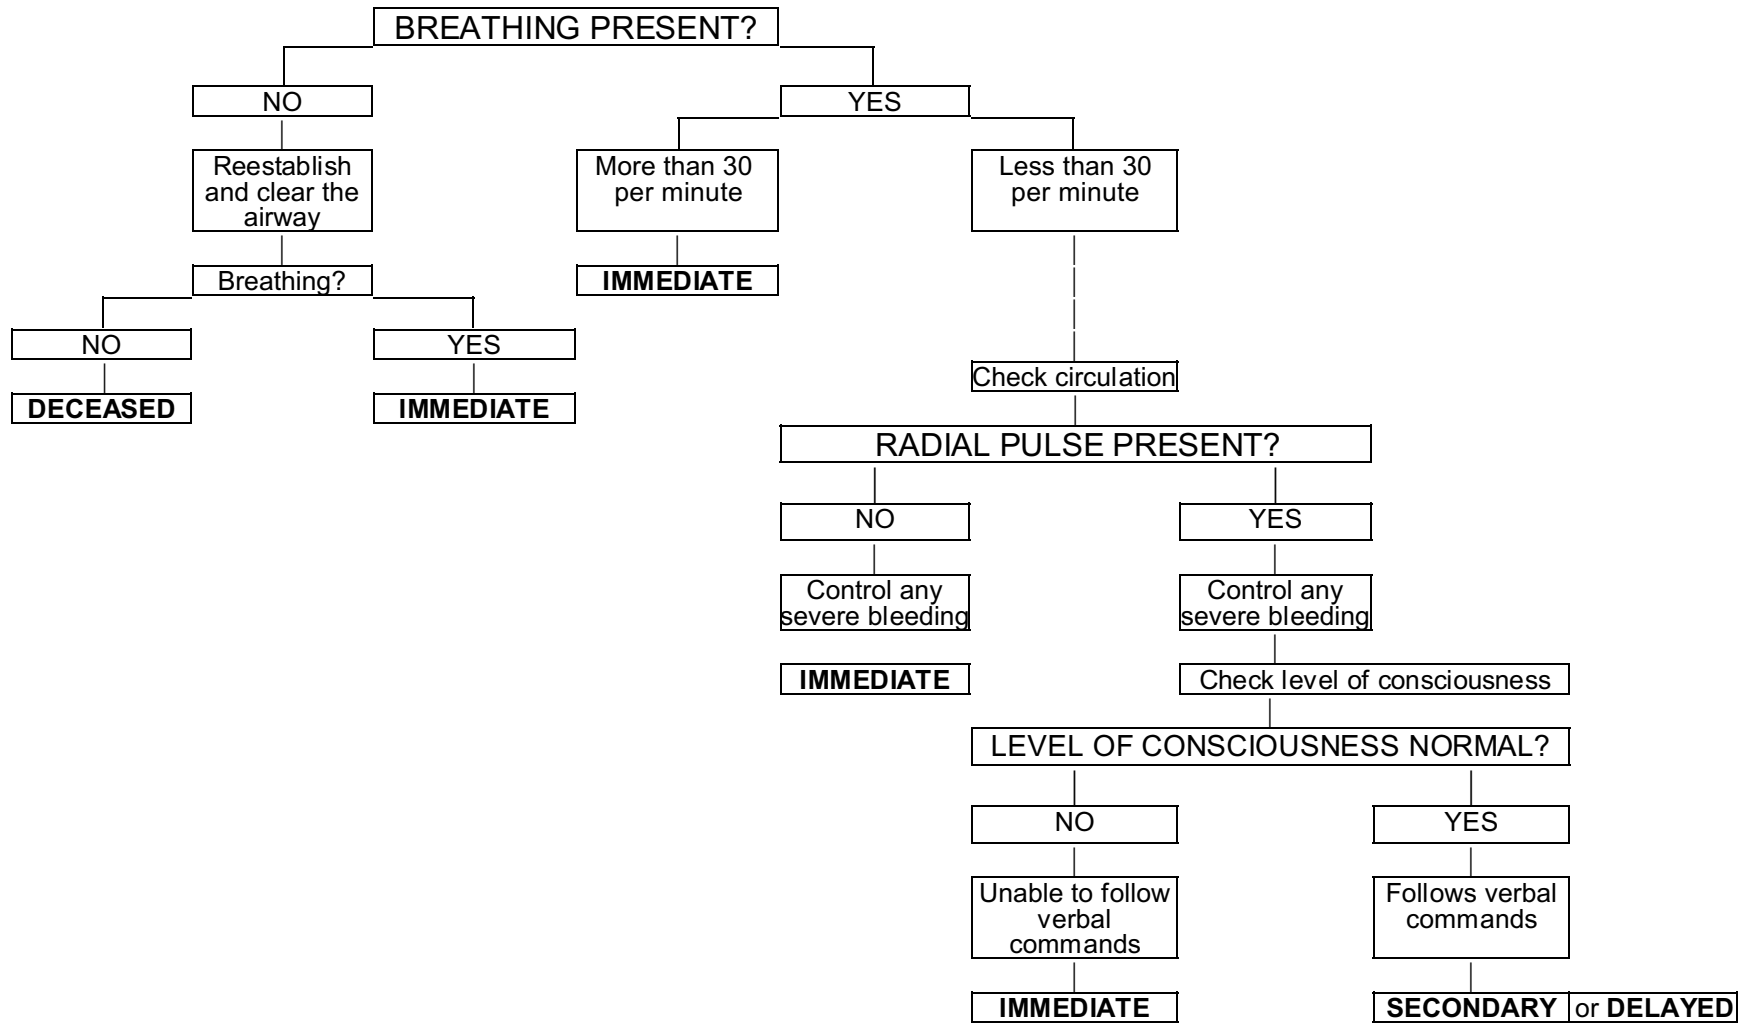 BREATHING PRESENT?
NO
YES
Reestablish
and clear the
airway
More than 30
per minute
Less than 30
per minute
Breathing?
IMMEDIATE
NO
YES
Check circulation
DECEASED
IMMEDIATE
RADIAL PULSE PRESENT?
NO
YES
Control any
severe bleeding
Control any
severe bleeding
IMMEDIATE
Check level of consciousness
LEVEL OF CONSCIOUSNESS NORMAL?
NO
YES
Unable to follow
verbal
commands
Follows verbal
commands
IMMEDIATE
SECONDARY or DELAYED